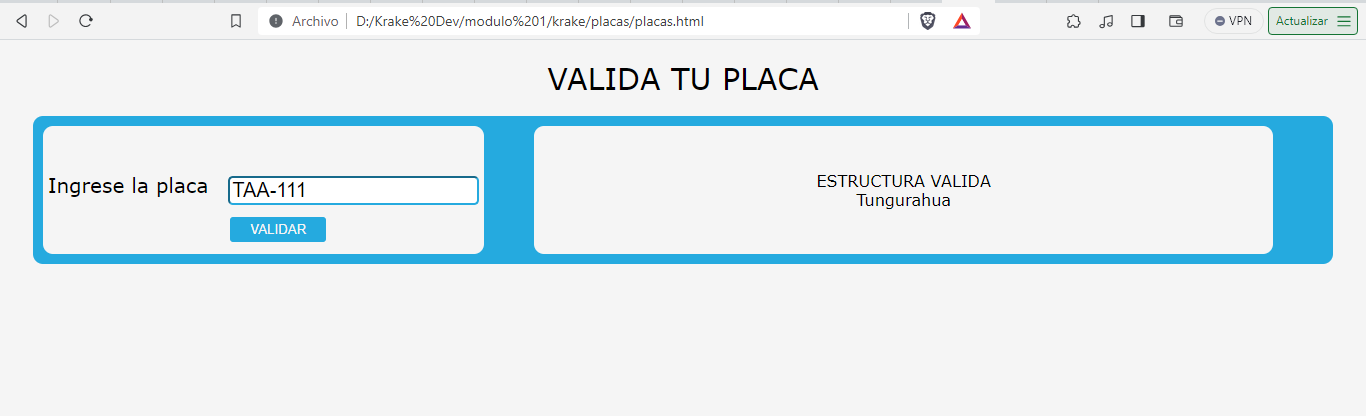 Archivo D:/Krake%20Dev/modulo%201/krake/placas/placas.html VPN Actualizar
VALIDA TU PLACA
Ingrese la placa TAA-111
VALIDAR
ESTRUCTURA VALIDA
Tungurahua